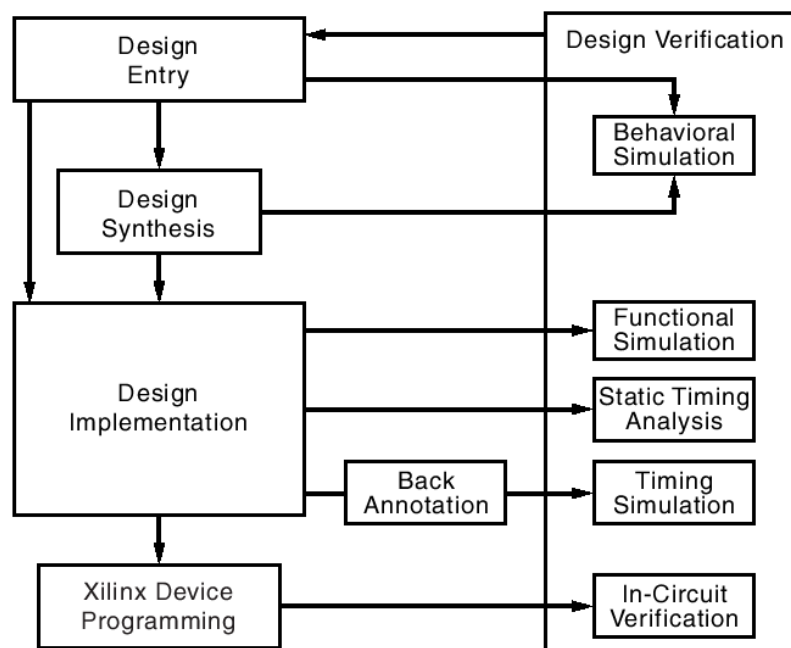 Design
Entry
Design Verification
Behavioral
Simulation
Design
Synthesis
Design
Implementation
Functional
Simulation
Static Timing
Analysis
Back
Annotation
Timing
Simulation
Xilinx Device
Programming
In-Circuit
Verification